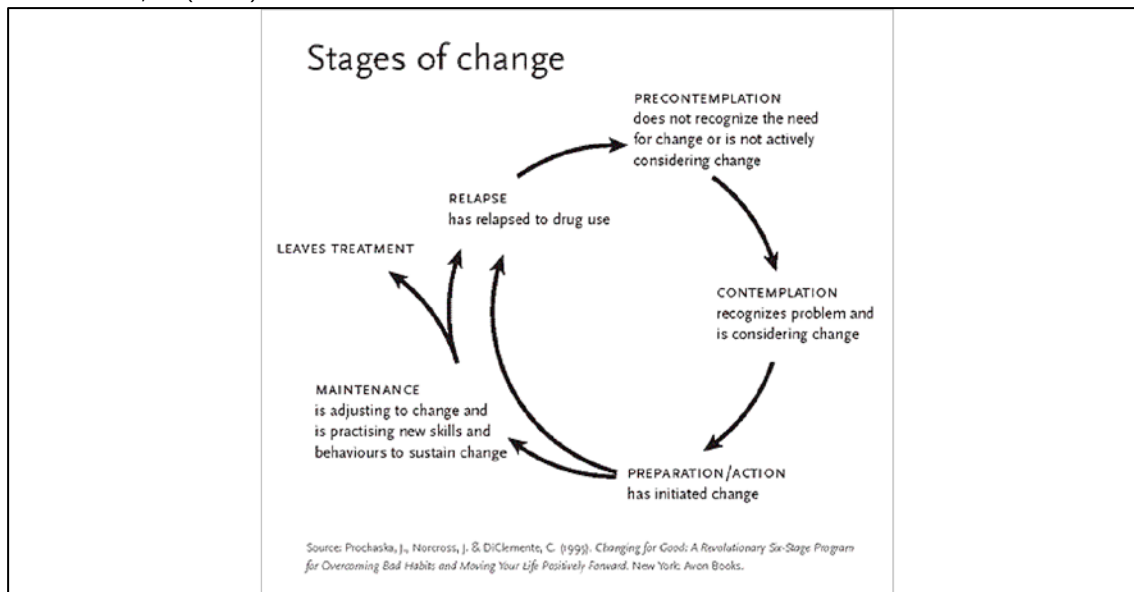 Stages of change
PRECONTEMPLATION
does not recognize the need
for change or is not actively
considering change
RELAPSE
has relapsed to drug use
LEAVES TREATMENT
CONTEMPLATION
recognizes problem and
is considering change
MAINTENANCE
is adjusting to change and
is practising new skills and
behaviours to sustain change
PREPARATION/ACTION
has initiated change
Source: Prochaska, J., Norcross, J. & DiClemente, C. (1995). Changing for Good: A Revolutionary Six-Stage Program
for Overcoming Bad Habits and Moving Your Life Positively Forward. New York: Avon Books.